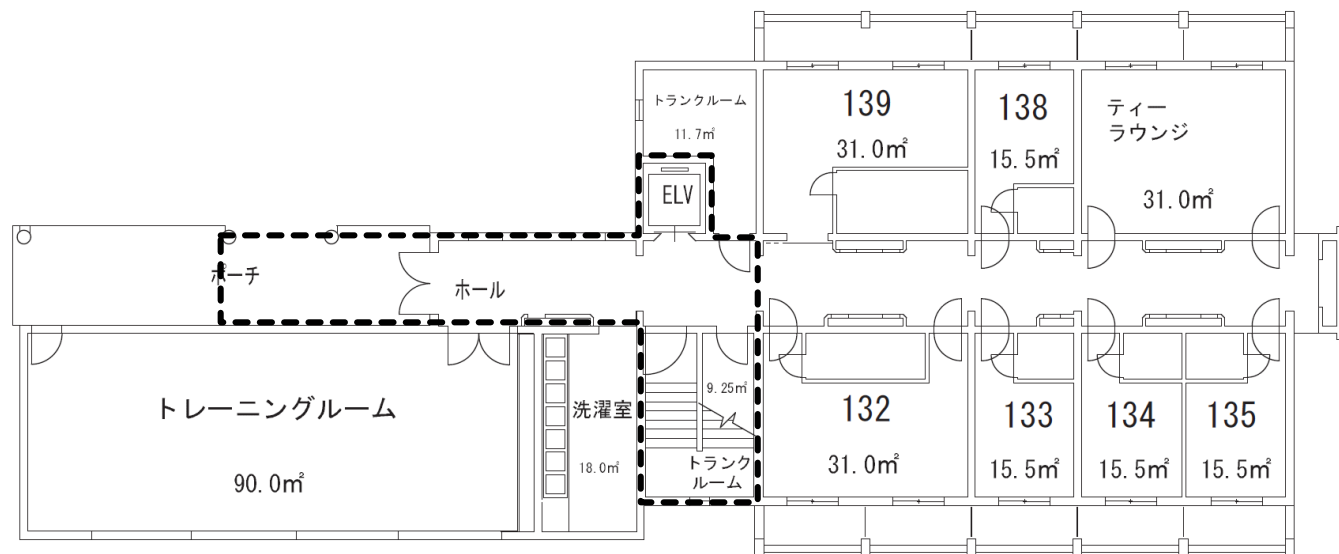 トランクルーム
11.7㎡
139
31.0㎡
138
15.5㎡
ティー
ラウンジ
31.0㎡
ELV
ポーチ
ホール
トレーニングルーム
90.0㎡
洗濯室
18.0㎡
9.25㎡
トランク
ルーム
132
31.0㎡
133
15.5㎡
134
15.5㎡
135
15.5㎡